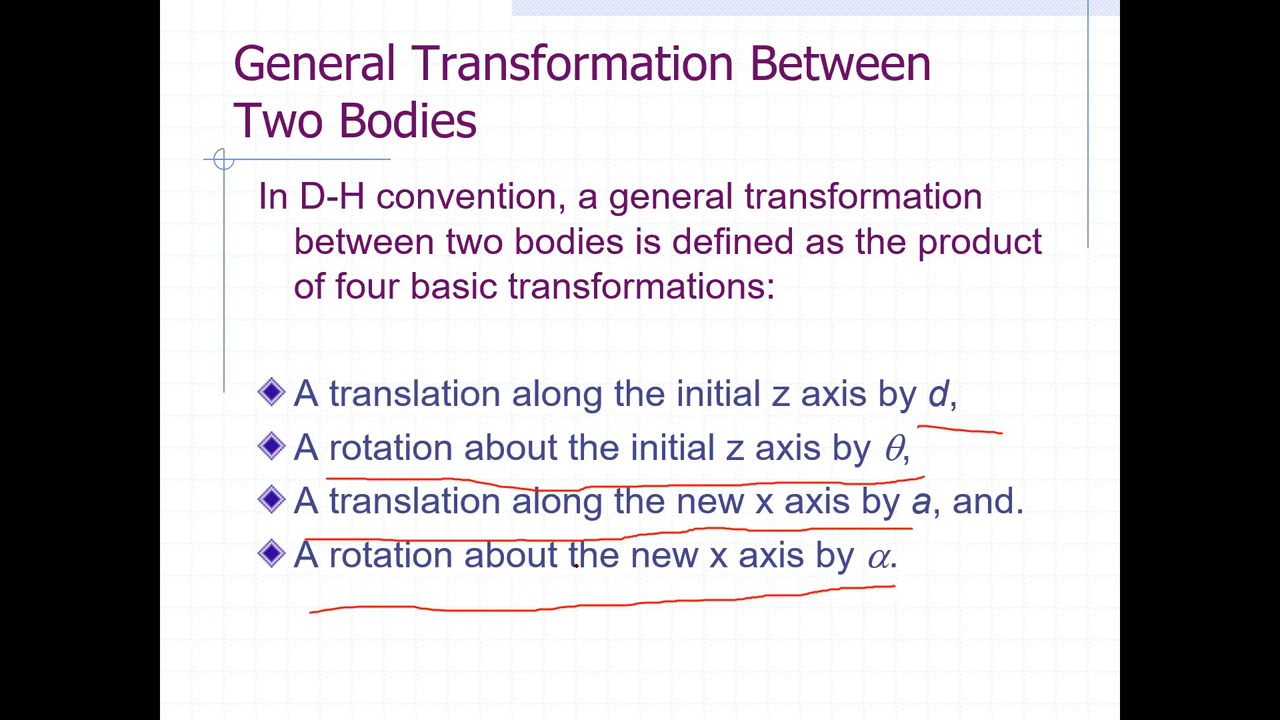 General Transformation Between
Two Bodies
In D-H convention, a general transformation
between two bodies is defined as the product
of four basic transformations:
A translation along the initial z axis by d,
A rotation about the initial z axis by θ,
A translation along the new x axis by a, and.
A rotation about the new x axis by α.